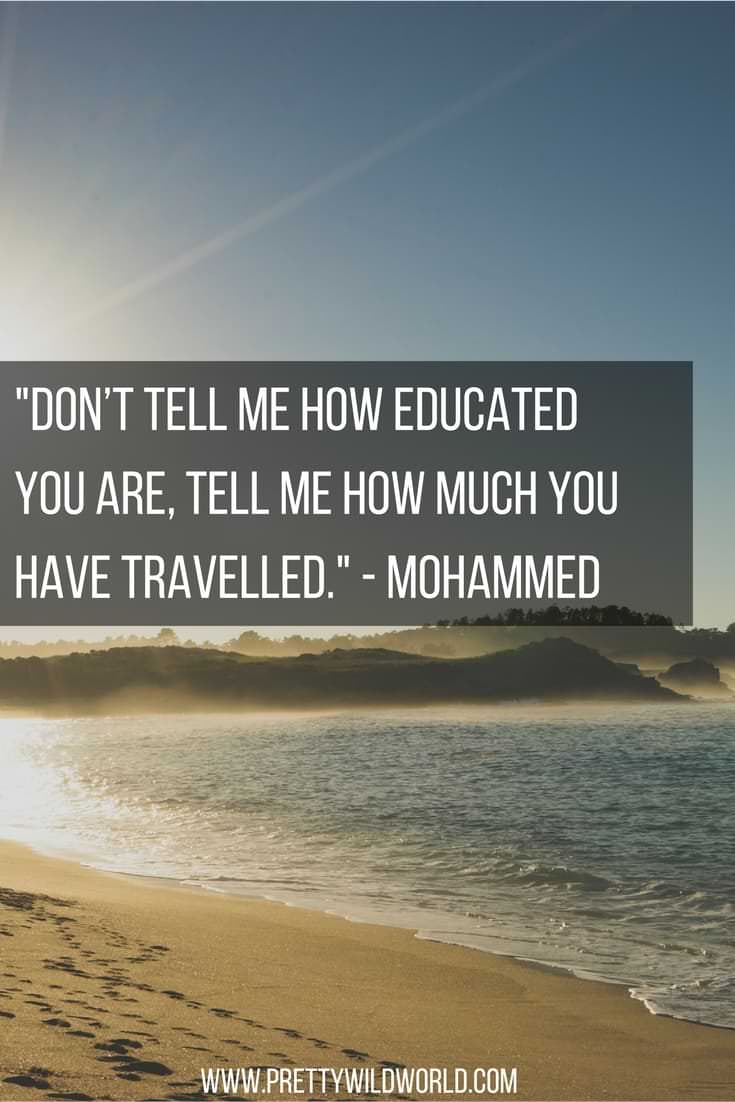 "DON’T TELL ME HOW EDUCATED
YOU ARE, TELL ME HOW MUCH YOU
HAVE TRAVELLED." - MOHAMMED
WWW.PRETTYWILDWORLD.COM